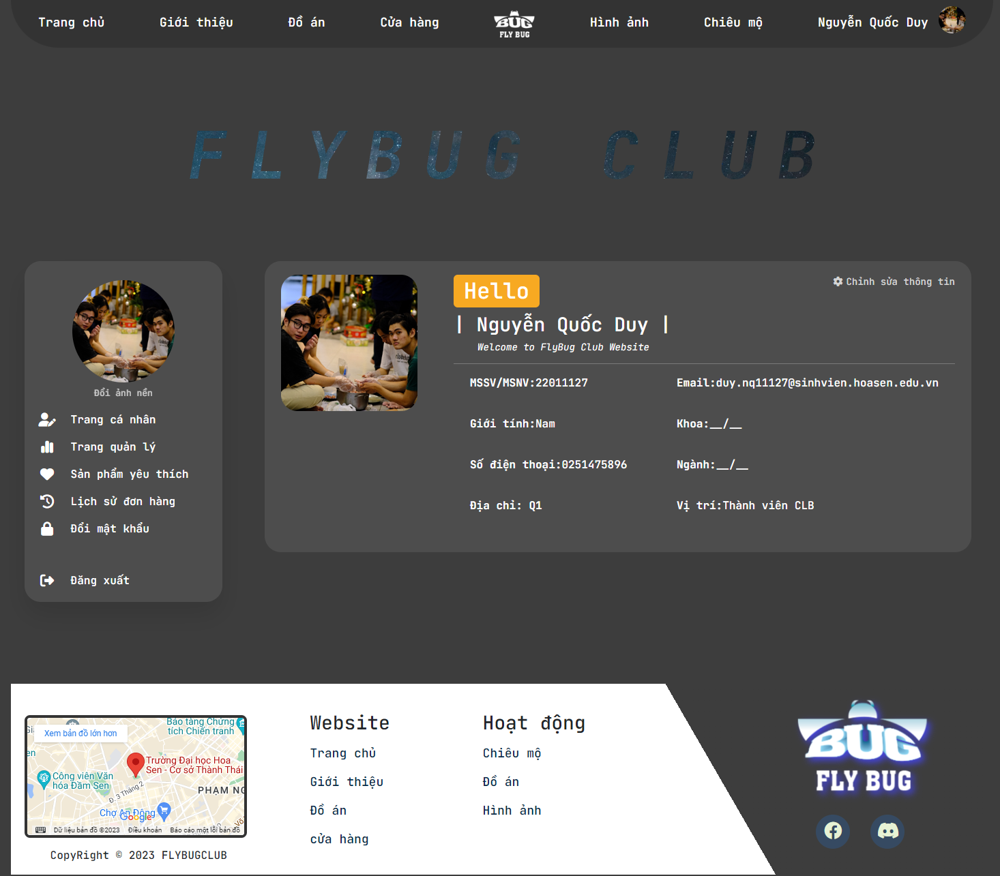 Trang chủ
Giới thiệu
Đồ án
Cửa hàng
BUG
FLY BUG
Hình ảnh
Chiêu mộ
Nguyễn Quốc Duy
FLYBUG CLUB
Đổi ảnh nền
Trang cá nhân
Trang quản lý
Sản phẩm yêu thích
Lịch sử đơn hàng
Đổi mật khẩu
Đăng xuất
Hello
Chỉnh sửa thông tin
| Nguyễn Quốc Duy |
Welcome to FlyBug Club Website
MSSV/MSNV:22011127
Email:duy.nq11127@sinhvien.hoasen.edu.vn
Giới tính:Nam
Khoa:__/__
Số điện thoại:0251475896
Ngành:__/__
Địa chỉ: Q1
Vị trí:Thành viên CLB
Xem bản đồ lớn hơn
Bảo tàng Chứng
tích Chiến tranh
Trường Đại học Hoa
Sen - Cơ sở Thành Thái
Công viên Văn
hóa Đầm Sen
Đ. 3 Tháng 2
PHẠM NG
Chợ An Đông
Google
Dữ liệu bản đồ ©2023
Điều khoản
Báo cáo một lỗi bản đồ
CopyRight © 2023 FLYBUGCLUB
Website
Trang chủ
Giới thiệu
Đồ án
cửa hàng
Hoạt động
Chiêu mộ
Đồ án
Hình ảnh
BUG
FLY BUG